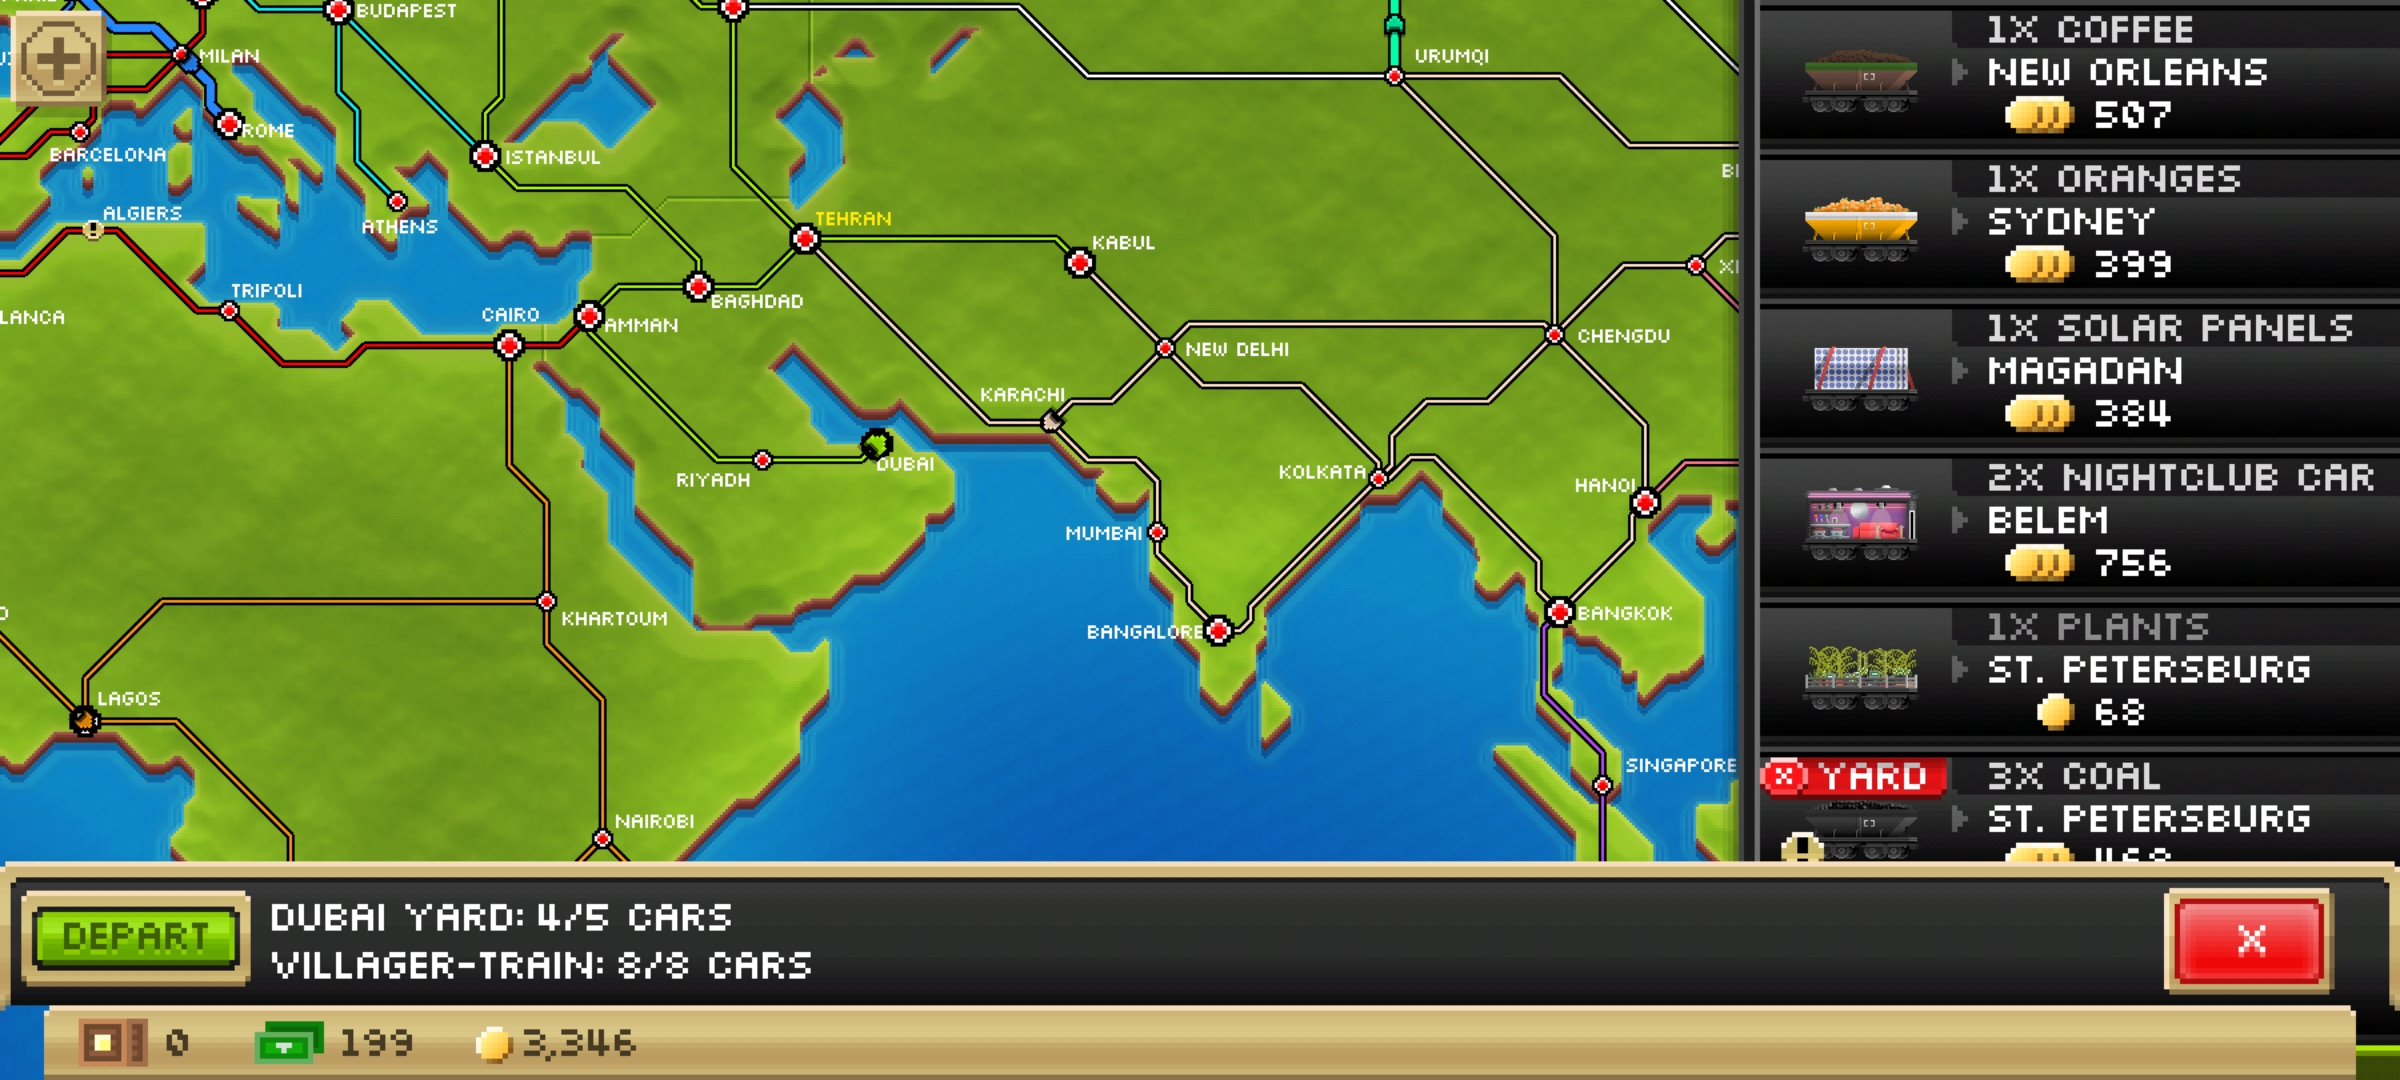 BUDAPEST
MILAN
URUMQI
ROME
BARCELONA
ISTANBUL
ALGIERS
ATHENS
TEHRAN
KABUL
TRIPOLI
CAIRO
BAGHDAD
LANCA
AMMAN
NEW DELHI
CHENGDU
KARACHI
RIYADH
DUBAI
KOLKATA
HANOI
MUMBAI
KHARTOUM
BANGALORE
BANGKOK
LAGOS
SINGAPORE
NAIROBI
1X COFFEE
NEW ORLEANS
507
1X ORANGES
SYDNEY
399
1X SOLAR PANELS
MAGADAN
384
2X NIGHTCLUB CAR
BELEM
756
1X PLANTS
ST. PETERSBURG
68
YARD
3X COAL
ST. PETERSBURG
DEPART
DUBAI YARD: 4/5 CARS
VILLAGER-TRAIN: 8/8 CARS
X
0
199
3,346